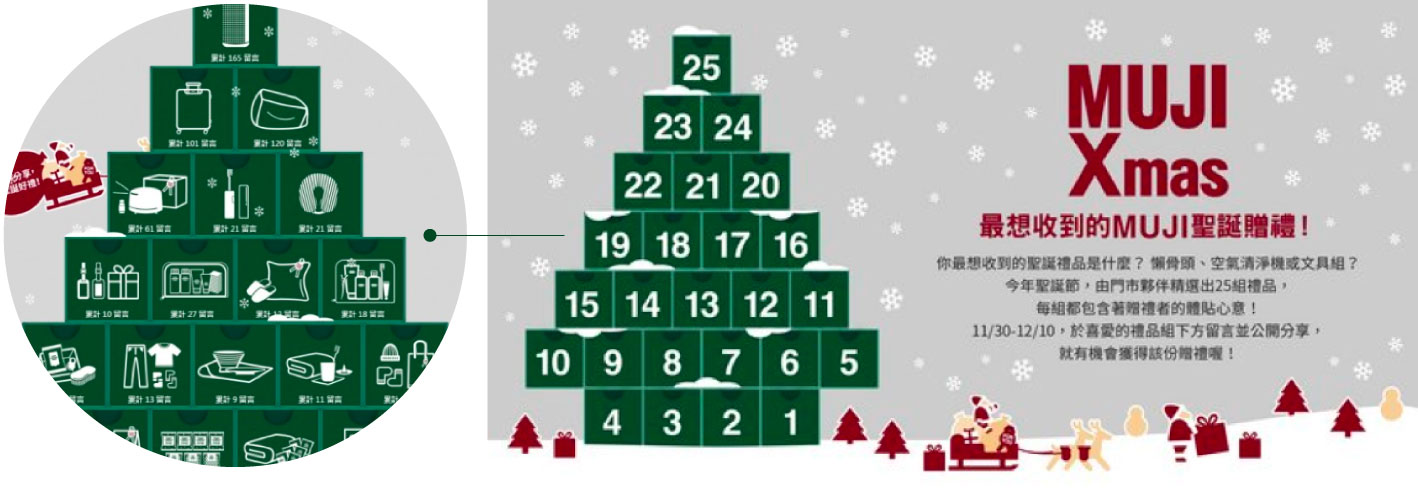 累計 165 留言
累計 101 留言
累計 120 留言
分享,
誕好禮!
累計 61 留言
累計 21 留言
累計 21 留言
累計 10 留言
累計 27 留言
累計 12 留言
累計 18 留言
留言
累計 13 留言
累計 9 留言
累計 11 留言
累計
25
23 24
22 21 20
19 18 17 16
15 14 13 12 11
10 9 8 7 6 5
4 3 2 1
MUJI
Xmas
最想收到的MUJI聖誕贈禮!
你最想收到的聖誕禮品是什麼? 懶骨頭、空氣清淨機或文具組?
今年聖誕節,由門市夥伴精選出25組禮品,
每組都包含著贈禮者的體貼心意!
11/30-12/10,於喜愛的禮品組下方留言並公開分享,
就有機會獲得該份贈禮喔!